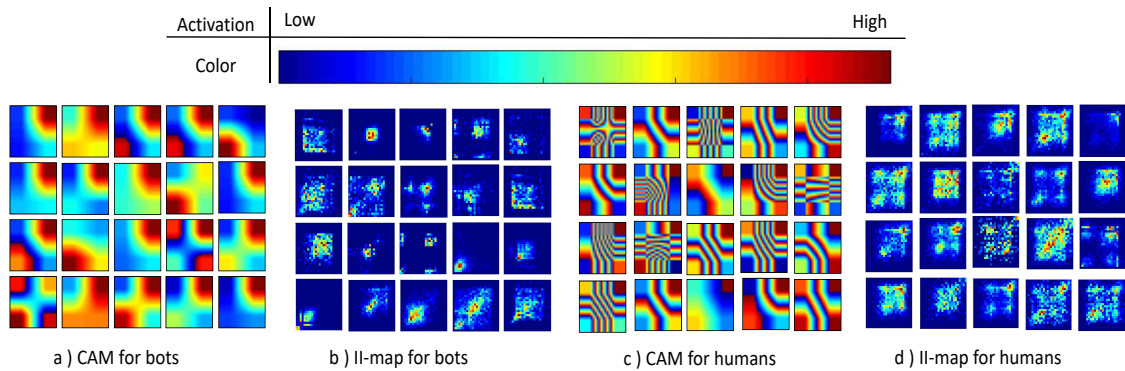 Activation Low High
Color
a ) CAM for bots b ) II-map for bots c ) CAM for humans d ) II-map for humans